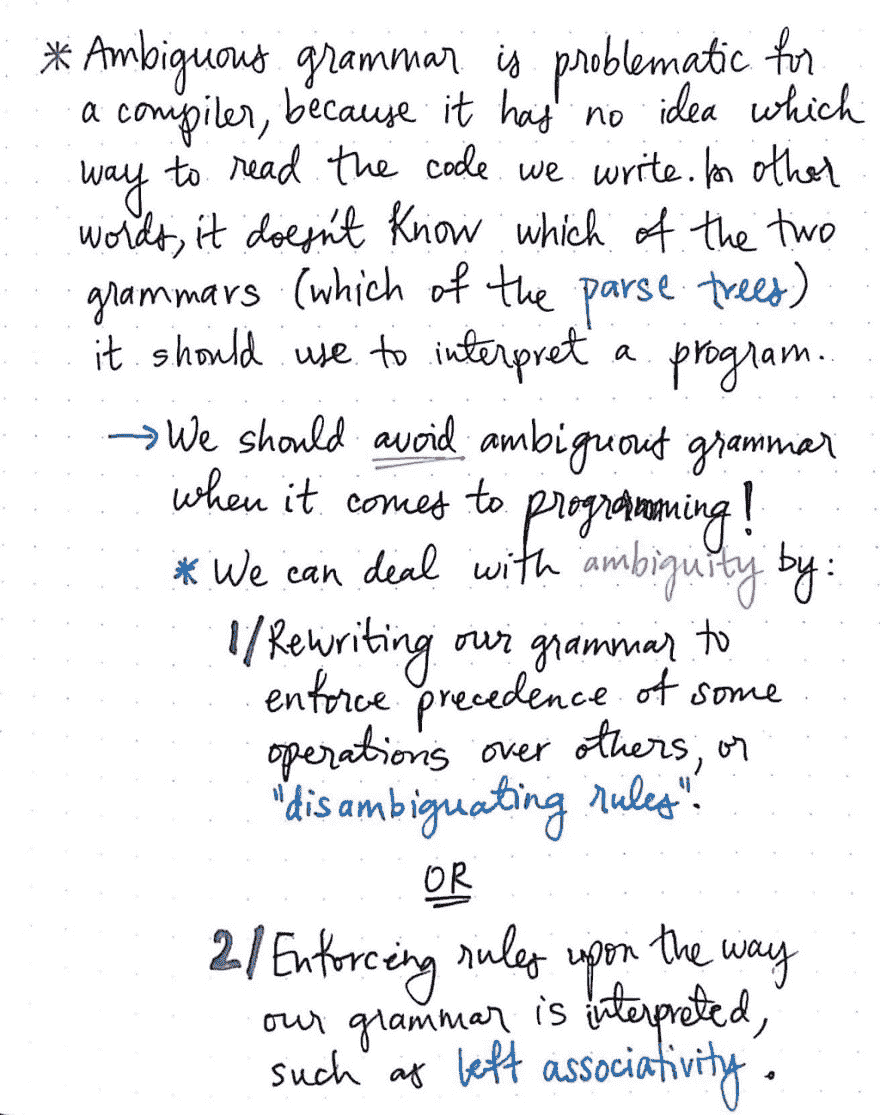 * Ambiguous grammar is problematic for
a compiler, because it has no idea which
way to read the code we write. In other
words, it doesn't know which of the two
grammars (which of the parse trees)
it should use to interpret a program.
→ We should avoid ambiguous grammar
when it comes to programming!
* We can deal with ambiguity by:
1/ Rewriting our grammar to
enforce precedence of some
operations over others, or
"disambiguating rules".
OR
2/ Enforcing rules upon the way
our grammar is interpreted,
such as left associativity.